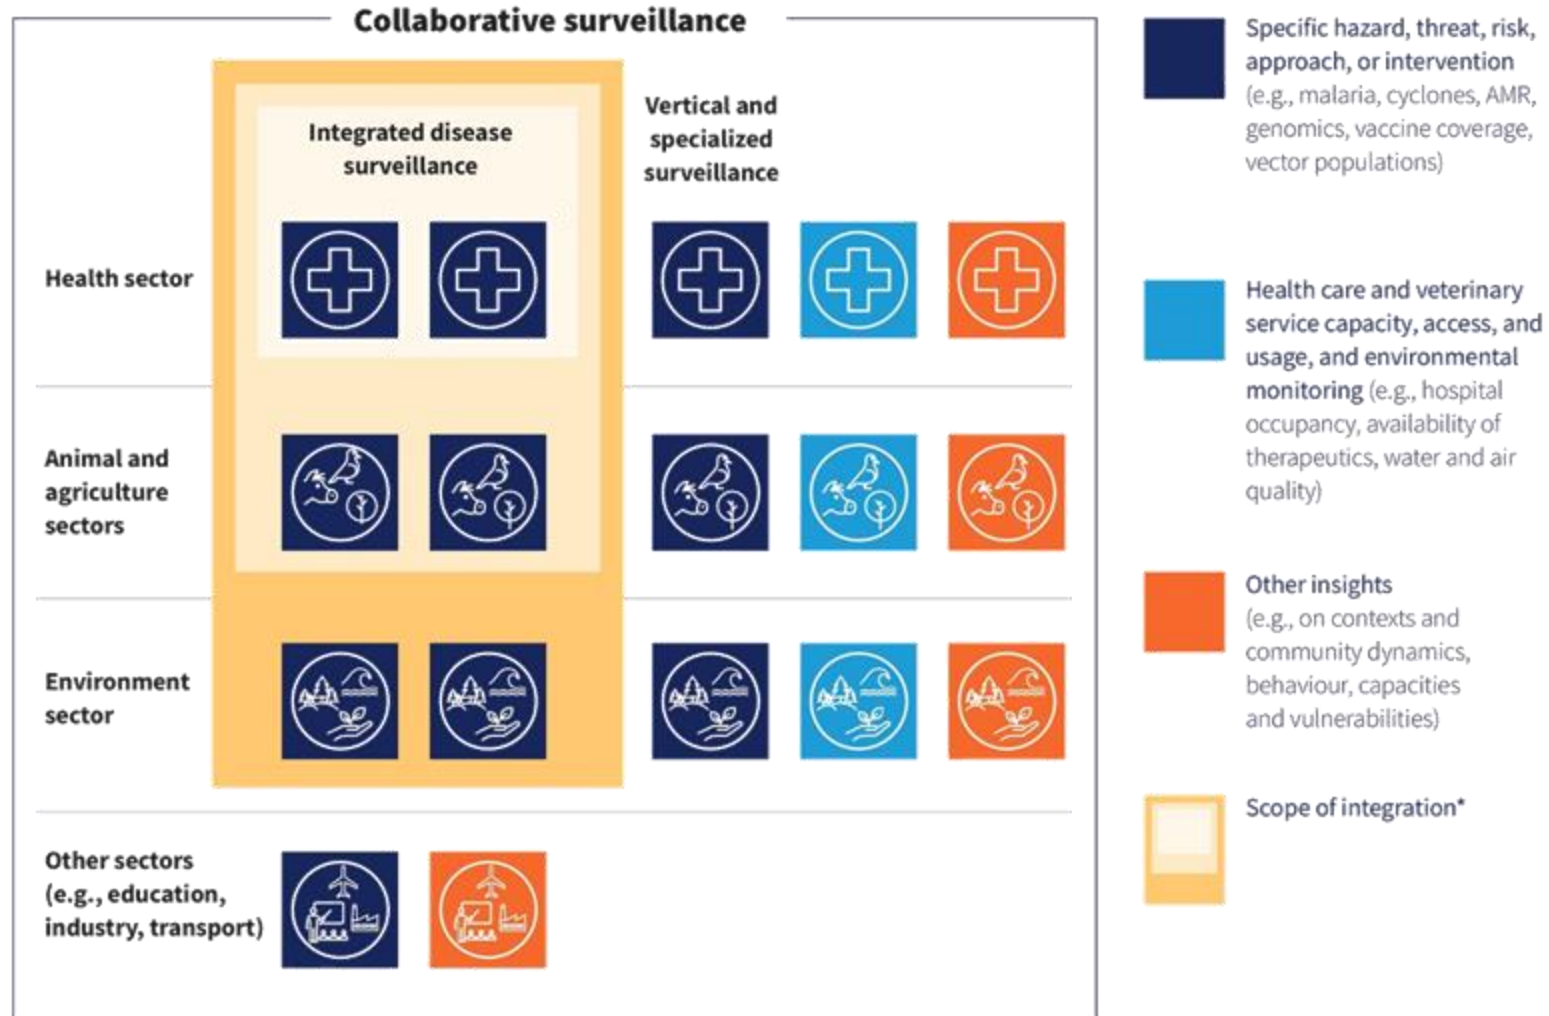 Collaborative surveillance
Integrated disease
surveillance
Vertical and
specialized
surveillance
Health sector
Animal and
agriculture
sectors
Environment
sector
Other sectors
(e.g., education,
industry, transport)
Specific hazard, threat, risk,
approach, or intervention
(e.g., malaria, cyclones, AMR,
genomics, vaccine coverage,
vector populations)
Health care and veterinary
service capacity, access, and
usage, and environmental
monitoring (e.g., hospital
occupancy, availability of
therapeutics, water and air
quality)
Other insights
(e.g., on contexts and
community dynamics,
behaviour, capacities
and vulnerabilities)
Scope of integration*